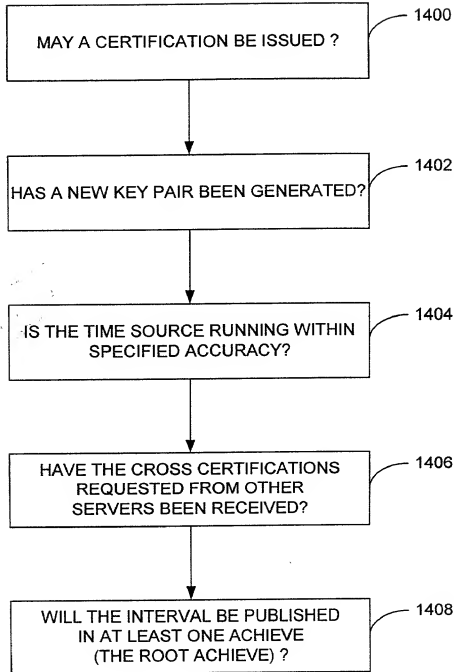 1400
MAY A CERTIFICATION BE ISSUED ?
1402
HAS A NEW KEY PAIR BEEN GENERATED?
1404
IS THE TIME SOURCE RUNNING WITHIN
SPECIFIED ACCURACY?
1406
HAVE THE CROSS CERTIFICATIONS
REQUESTED FROM OTHER
SERVERS BEEN RECEIVED?
1408
WILL THE INTERVAL BE PUBLISHED
IN AT LEAST ONE ACHIEVE
(THE ROOT ACHIEVE) ?